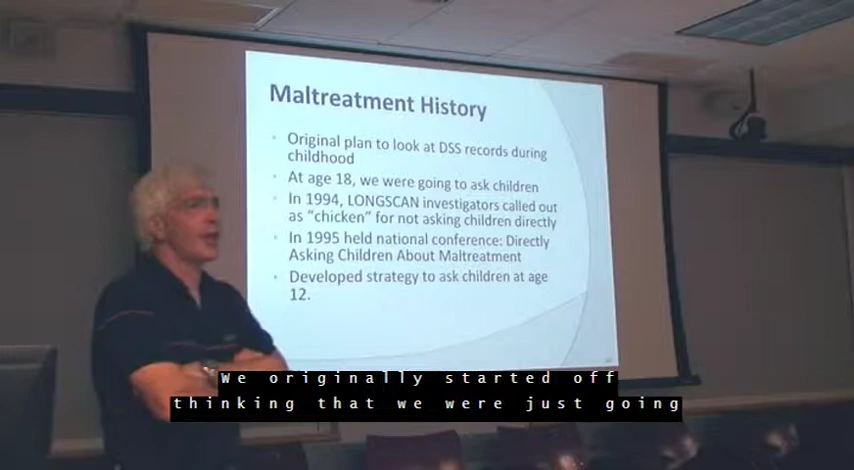 Maltreatment History
Original plan to look at DSS records during
childhood
At age 18, we were going to ask children
In 1994, LONGSCAN investigators called out
as “chicken” for not asking children directly
In 1995 held national conference: Directly
Asking Children About Maltreatment
Developed strategy to ask children at age
12.
We originally started off
thinking that we were just going